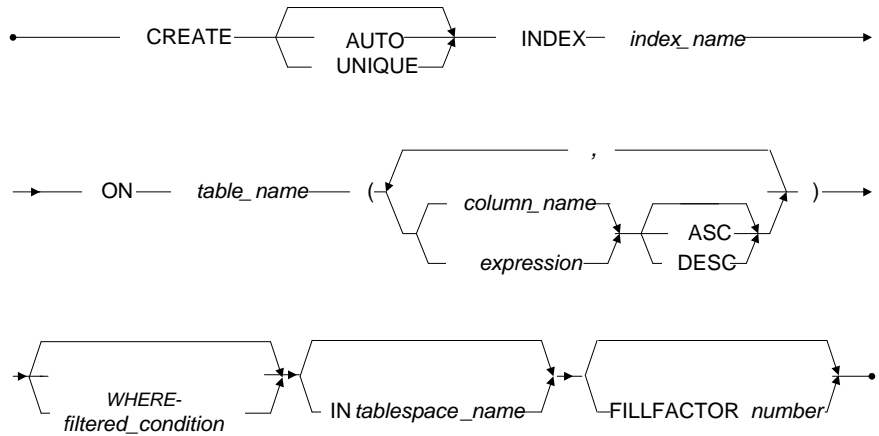 CREATE AUTO INDEX index_name
UNIQUE
,
ON table_name ( column_name ASC )
expression DESC
WHERE-
filtered_condition
IN tablespace_name FILLFACTOR number